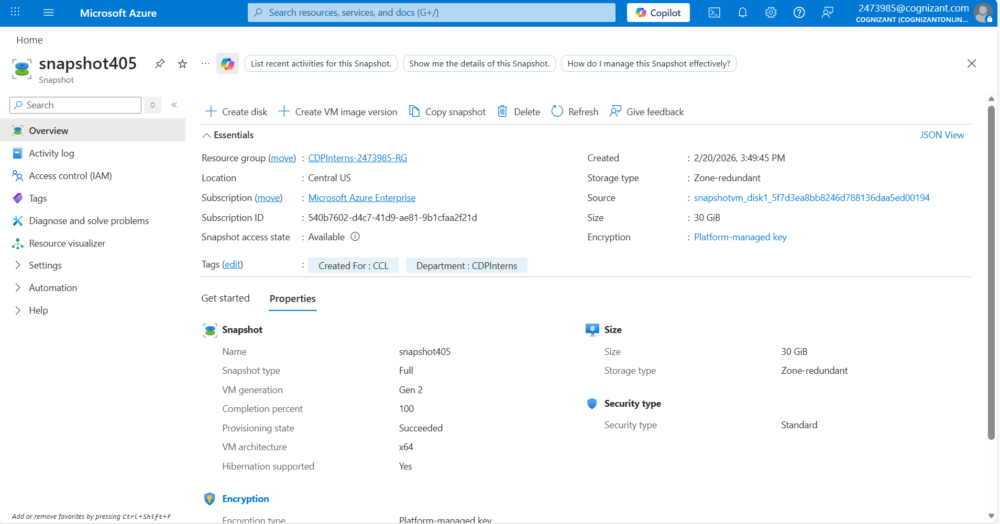 Microsoft Azure
Search resources, services, and docs (G+/)
Copilot
2473985@cognizant.com
COGNIZANT (COGNIZANTONLIN...
Home
snapshot405
Snapshot
List recent activities for this Snapshot.
Show me the details of this Snapshot.
How do I manage this Snapshot effectively?
Search
Overview
Activity log
Access control (IAM)
Tags
Diagnose and solve problems
Resource visualizer
Settings
Automation
Help
Add or remove favorites by pressing Ctrl+Shift+F
Create disk
Create VM image version
Copy snapshot
Delete
Refresh
Give feedback
Essentials
JSON View
Resource group (move) : CDPInterns-2473985-RG
Location : Central US
Subscription (move) : Microsoft Azure Enterprise
Subscription ID : 540b7602-d4c7-41d9-ae81-9b1cfaa2f21d
Snapshot access state : Available
Created : 2/20/2026, 3:49:45 PM
Storage type : Zone-redundant
Source : snapshotvm_disk1_5f7d3ea8bb8246d788136daa5ed00194
Size : 30 GiB
Encryption : Platform-managed key
Tags (edit) : Created For : CCL Department : CDPInterns
Get started
Properties
Snapshot
Name snapshot405
Snapshot type Full
VM generation Gen 2
Completion percent 100
Provisioning state Succeeded
VM architecture x64
Hibernation supported Yes
Encryption
Encryption type Platform-managed key
Size
Size 30 GiB
Storage type Zone-redundant
Security type
Security type Standard